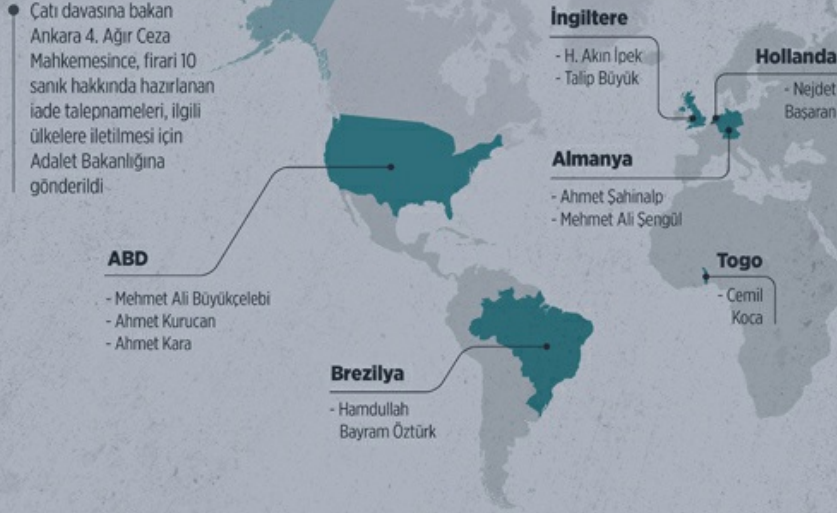 Çatı davasına bakan
Ankara 4. Ağır Ceza
Mahkemesince, firari 10
sanık hakkında hazırlanan
iade talepnameleri, ilgili
ülkelere iletilmesi için
Adalet Bakanlığına
gönderildi
İngiltere
- H. Akın İpek
- Talip Büyük
Hollanda
- Nejdet
Başaran
Almanya
- Ahmet Şahinalp
- Mehmet Ali Şengül
ABD
- Mehmet Ali Büyükçelebi
- Ahmet Kurucan
- Ahmet Kara
Togo
- Cemil
Koca
Brezilya
- Hamdullah
Bayram Öztürk